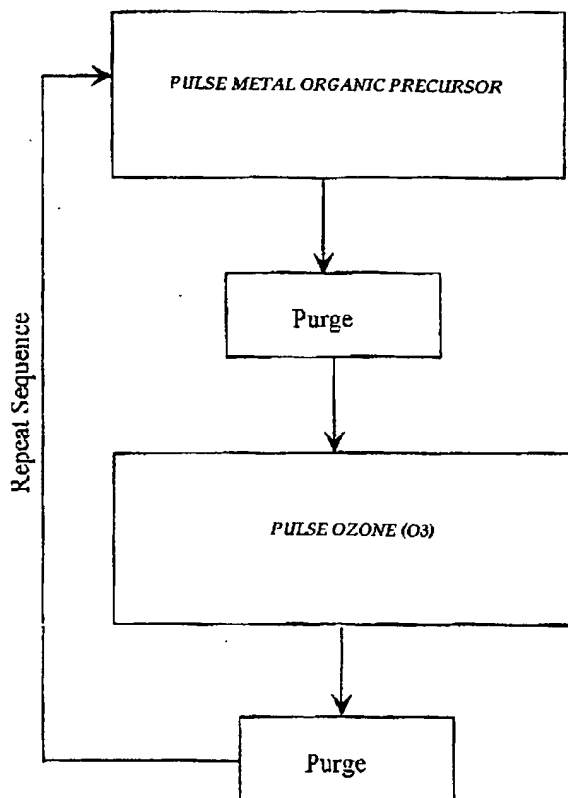 PULSE METAL ORGANIC PRECURSOR
Purge
Repeat Sequence
PULSE OZONE (O3)
Purge